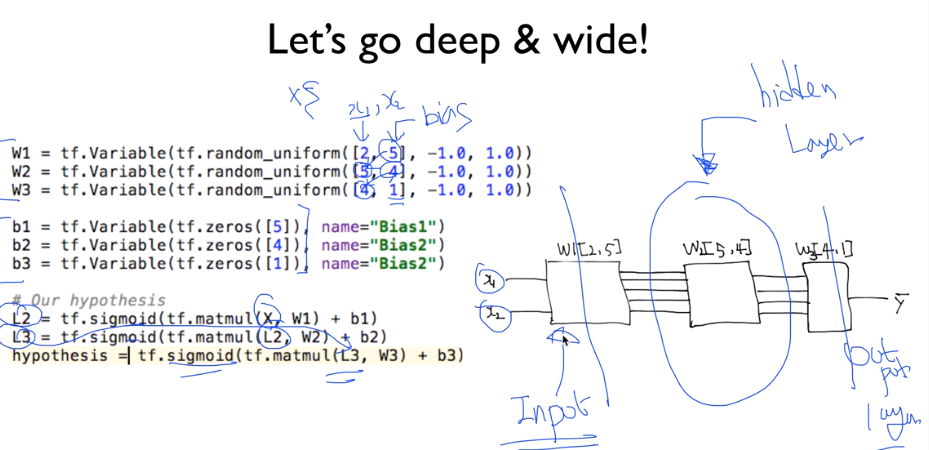 Let's go deep & wide!
x1, x2
bias
hidden
Layer
W1 = tf.Variable(tf.random_uniform([2, 5], -1.0, 1.0))
W2 = tf.Variable(tf.random_uniform([5, 4], -1.0, 1.0))
W3 = tf.Variable(tf.random_uniform([4, 1], -1.0, 1.0))
b1 = tf.Variable(tf.zeros([5]), name="Bias1")
b2 = tf.Variable(tf.zeros([4]), name="Bias2")
b3 = tf.Variable(tf.zeros([1]), name="Bias2")
# Our hypothesis
L2 = tf.sigmoid(tf.matmul(X, W1) + b1)
L3 = tf.sigmoid(tf.matmul(L2, W2) + b2)
hypothesis = tf.sigmoid(tf.matmul(L3, W3) + b3)
W1[2,5]
W2[5,4]
W3[4,1]
x1
x2
Y
Input
Output
layer